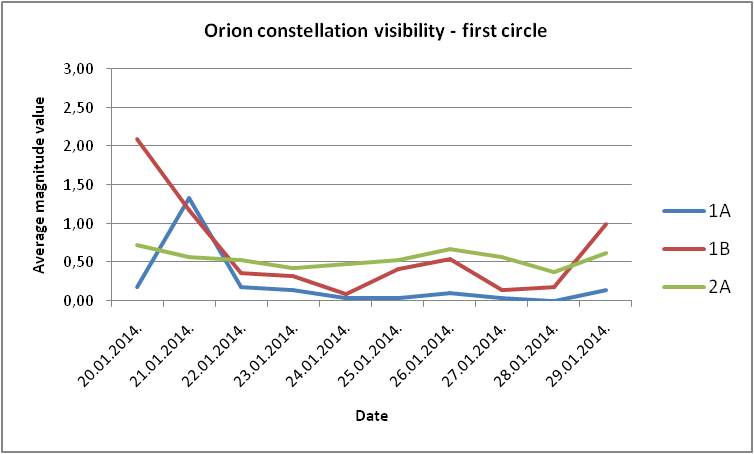 Orion constellation visibility - first circle
Average magnitude value
3,00
2,50
2,00
1,50
1,00
0,50
0,00
20.01.2014.
21.01.2014.
22.01.2014.
23.01.2014.
24.01.2014.
25.01.2014.
26.01.2014.
27.01.2014.
28.01.2014.
29.01.2014.
Date
1A
1B
2A